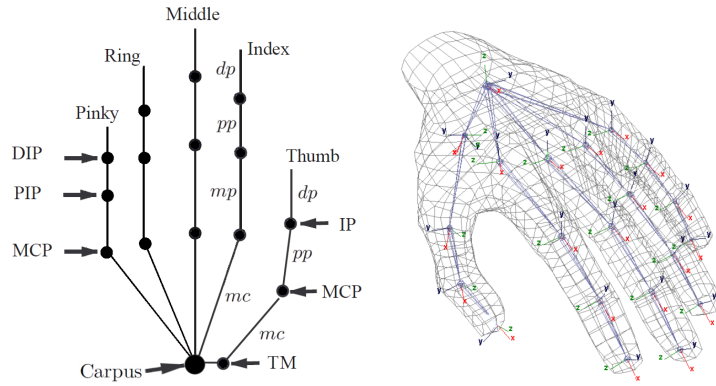 Middle
Ring
Index
dp
Pinky
pp
DIP
Thumb
PIP
mp
dp
IP
MCP
pp
mc
MCP
mc
Carpus
TM
z
y
x
y
z
y
x
y
z
x
y
z
x
y
z
x
y
z
x
y
z
x
y
x
z
y
x
z
y
x
z
x
y
z
x